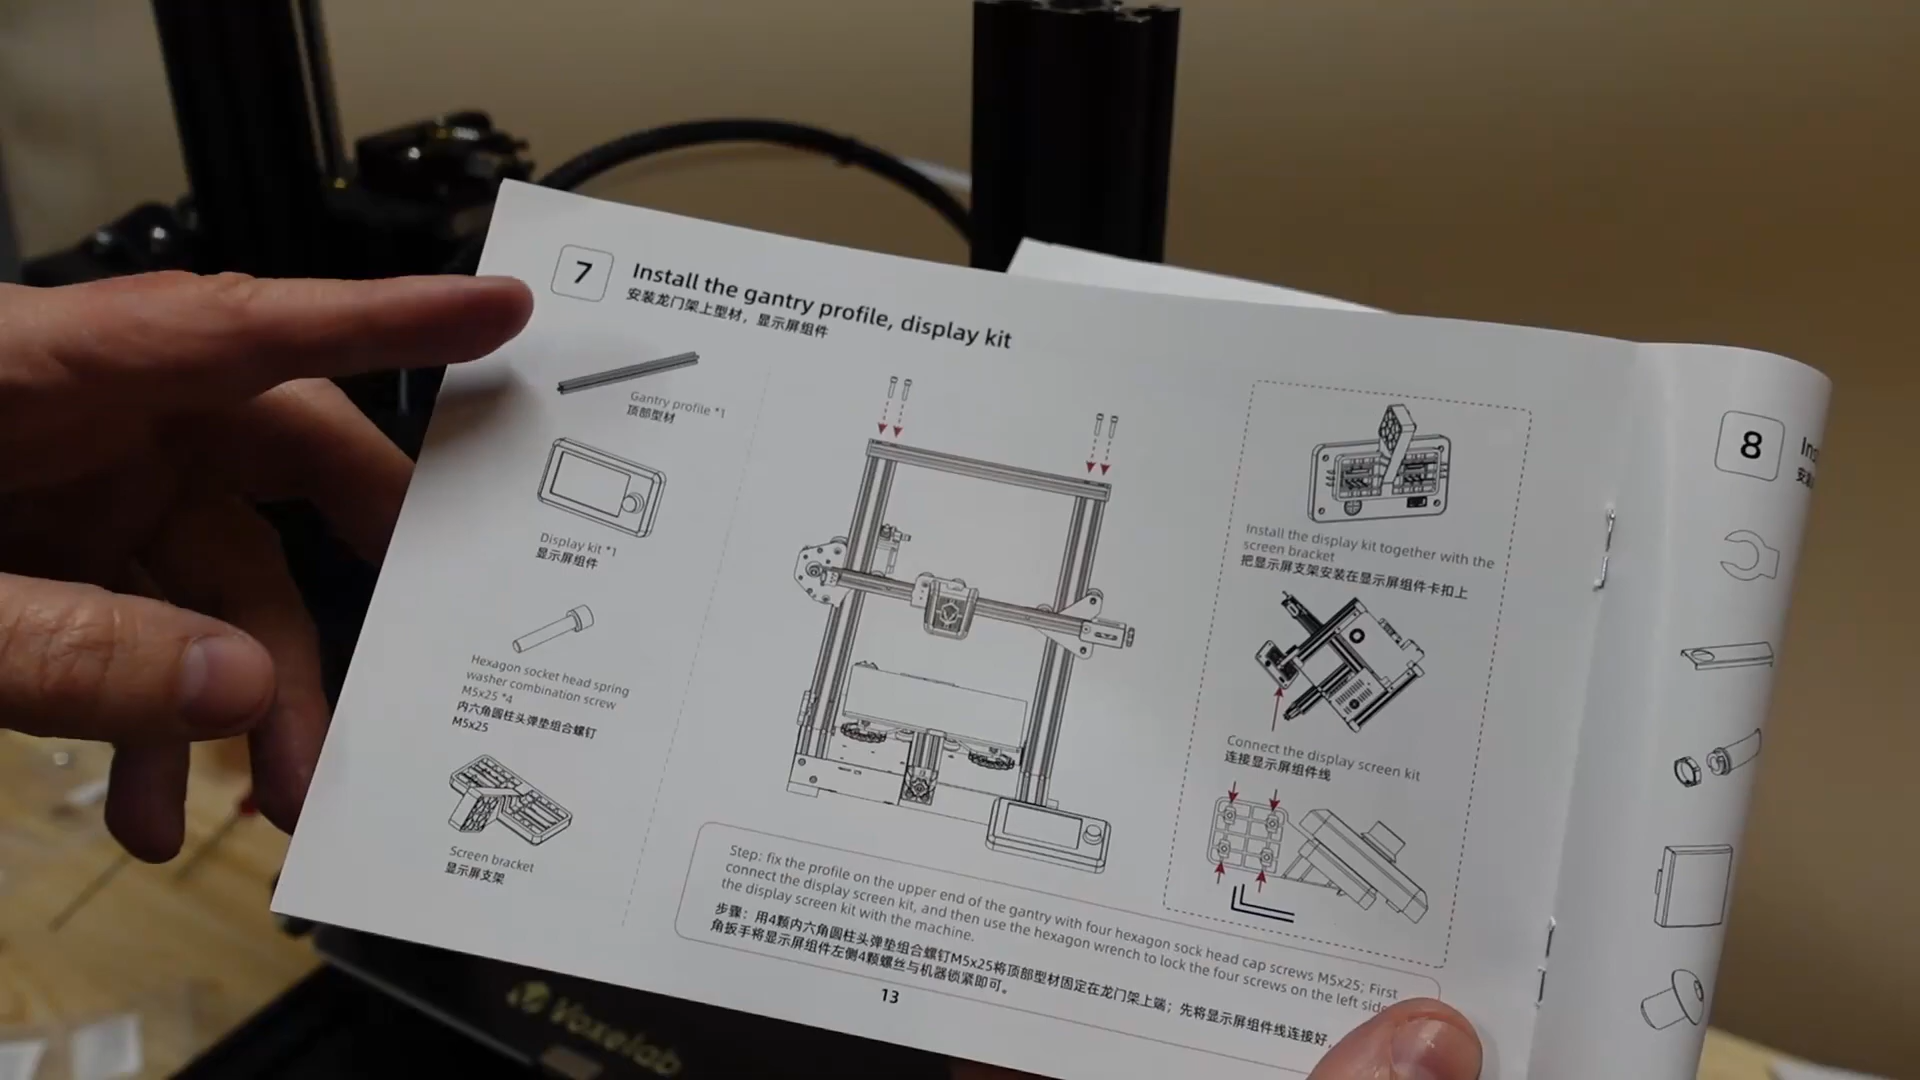 7
Install the gantry profile, display kit
安装龙门架上型材，显示屏组件
Gantry profile *1
顶部型材
Display kit *1
显示屏组件
Hexagon socket head spring
washer combination screw
M5x25 *4
内六角圆柱头弹垫组合螺钉
M5x25
Screen bracket
显示屏支架
Install the display kit together with the
screen bracket
把显示屏支架安装在显示屏组件卡扣上
Connect the display screen kit
连接显示屏组件线
Step: fix the profile on the upper end of the gantry with four hexagon sock head cap screws M5x25; First
connect the display screen kit, and then use the hexagon wrench to lock the four screws on the left side
the display screen kit with the machine.
步骤：用4颗内六角圆柱头弹垫组合螺钉M5x25将顶部型材固定在龙门架上端；先将显示屏组件线连接好，
角扳手将显示屏组件左侧4颗螺丝与机器锁紧即可。
13
8
Voxelab